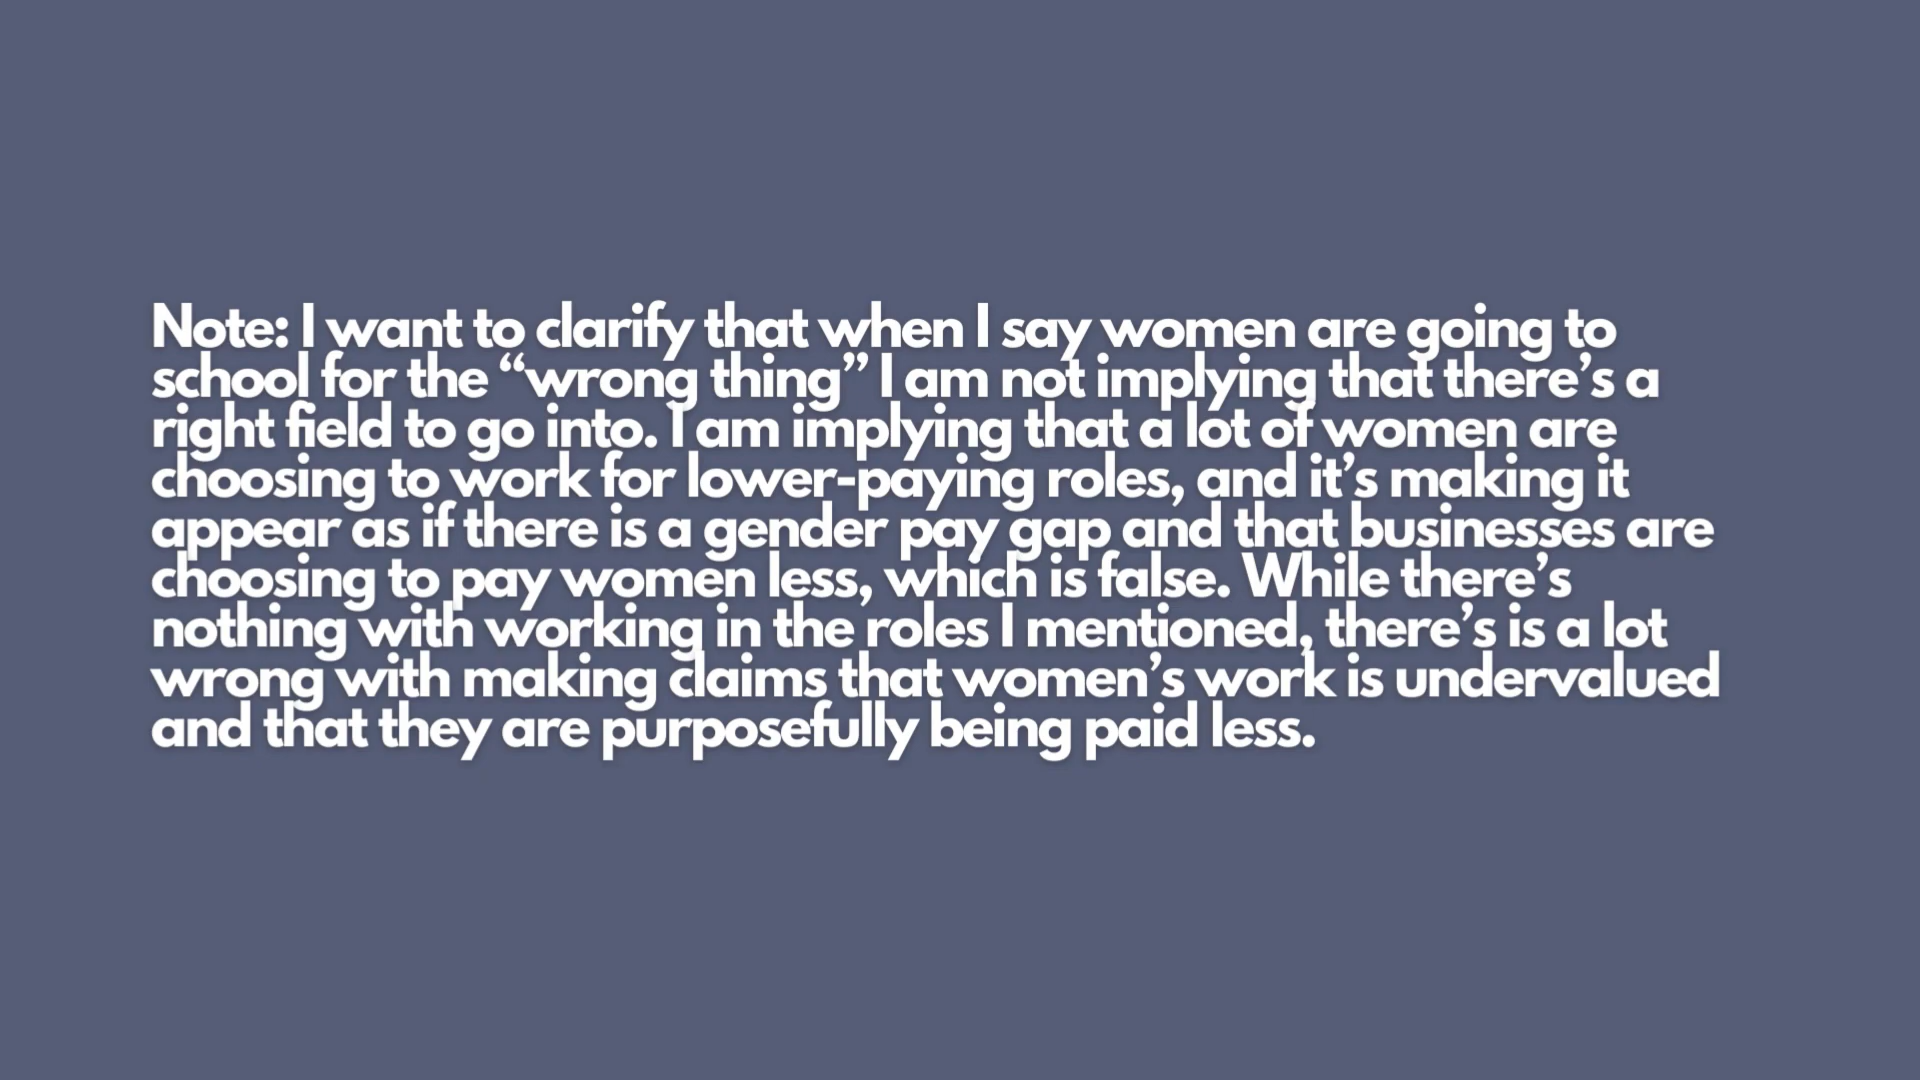 Note: I want to clarify that when I say women are going to
school for the “wrong thing” I am not implying that there’s a
right field to go into. I am implying that a lot of women are
choosing to work for lower-paying roles, and it’s making it
appear as if there is a gender pay gap and that businesses are
choosing to pay women less, which is false. While there’s
nothing with working in the roles I mentioned, there’s is a lot
wrong with making claims that women’s work is undervalued
and that they are purposefully being paid less.